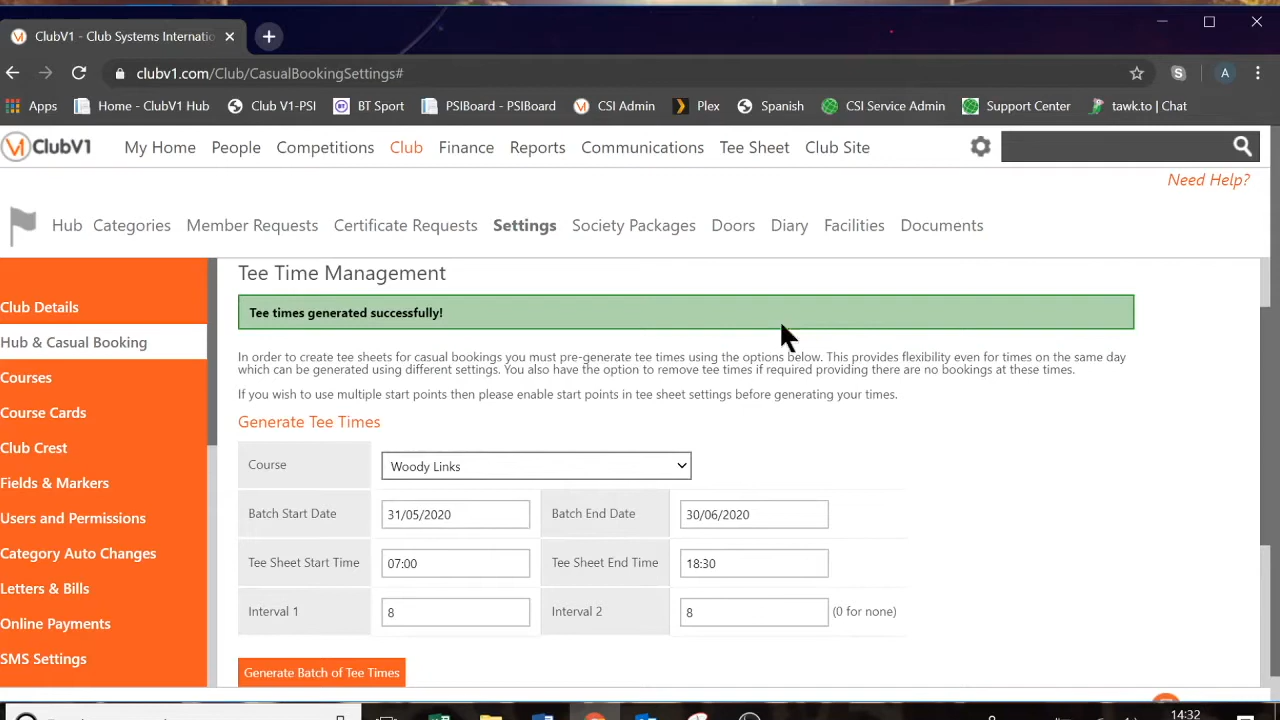 ClubV1 - Club Systems Internatio
clubv1.com/Club/CasualBookingSettings#
A
Apps Home - ClubV1 Hub Club V1-PSI BT Sport PSIBoard - PSIBoard CSI Admin Plex Spanish CSI Service Admin Support Center tawk.to | Chat
ClubV1 My Home People Competitions Club Finance Reports Communications Tee Sheet Club Site
Need Help?
Hub Categories Member Requests Certificate Requests Settings Society Packages Doors Diary Facilities Documents
Club Details
Hub & Casual Booking
Courses
Course Cards
Club Crest
Fields & Markers
Users and Permissions
Category Auto Changes
Letters & Bills
Online Payments
SMS Settings
Tee Time Management
Tee times generated successfully!
In order to create tee sheets for casual bookings you must pre-generate tee times using the options below. This provides flexibility even for times on the same day
which can be generated using different settings. You also have the option to remove tee times if required providing there are no bookings at these times.
If you wish to use multiple start points then please enable start points in tee sheet settings before generating your times.
Generate Tee Times
Course Woody Links
Batch Start Date 31/05/2020 Batch End Date 30/06/2020
Tee Sheet Start Time 07:00 Tee Sheet End Time 18:30
Interval 1 8 Interval 2 8 (0 for none)
Generate Batch of Tee Times
14:32